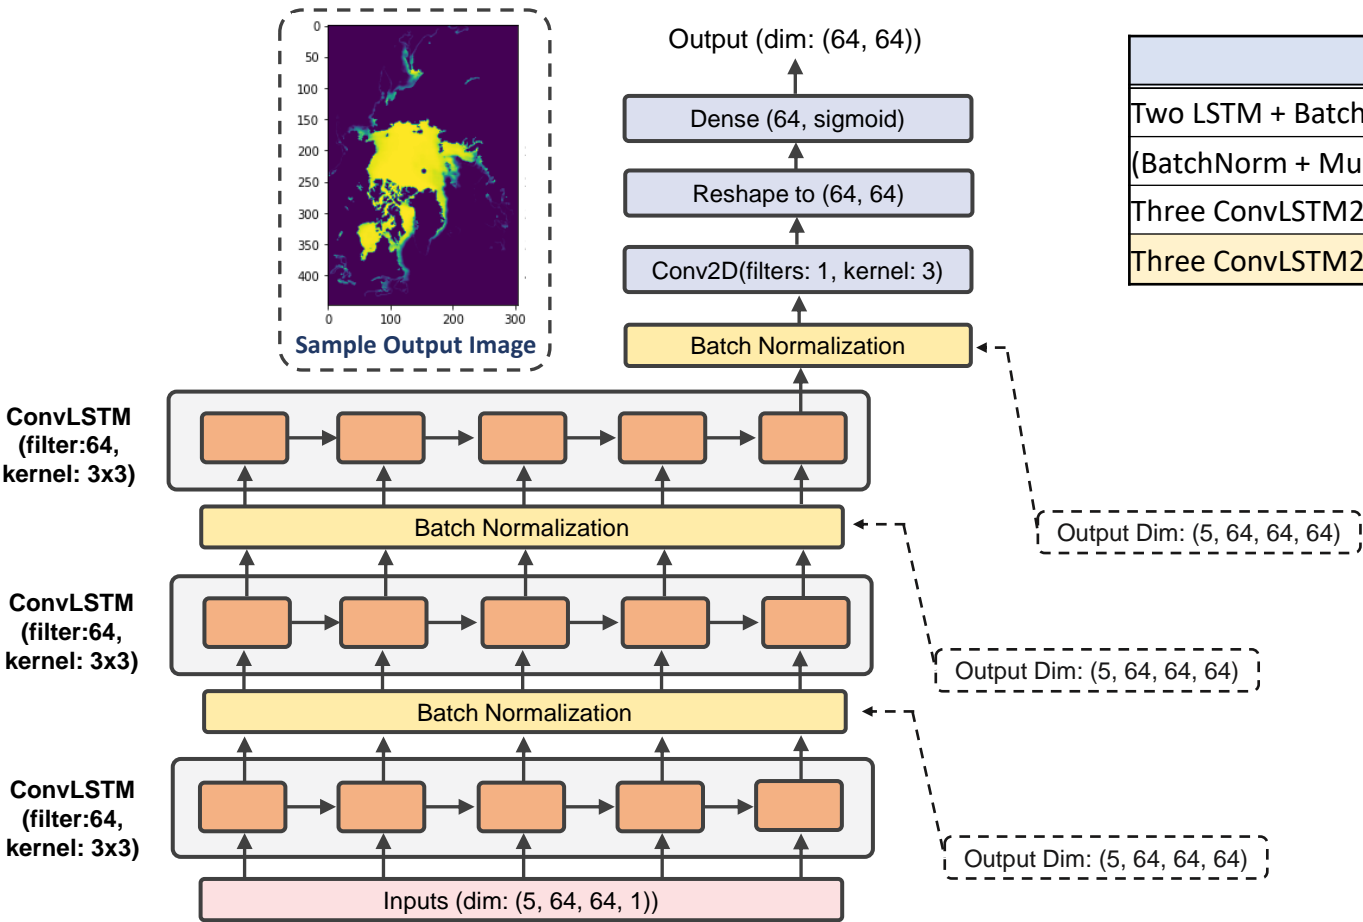 0
50
100
150
200
250
300
350
400
0
100
200
300
Sample Output Image
Output (dim: (64, 64))
Dense (64, sigmoid)
Reshape to (64, 64)
Conv2D(filters: 1, kernel: 3)
Batch Normalization
Two LSTM + Batch
(BatchNorm + Mu
Three ConvLSTM2
Three ConvLSTM2
ConvLSTM
(filter:64,
kernel: 3x3)
Batch Normalization
Output Dim: (5, 64, 64, 64)
ConvLSTM
(filter:64,
kernel: 3x3)
Output Dim: (5, 64, 64, 64)
Batch Normalization
ConvLSTM
(filter:64,
kernel: 3x3)
Output Dim: (5, 64, 64, 64)
Inputs (dim: (5, 64, 64, 1))